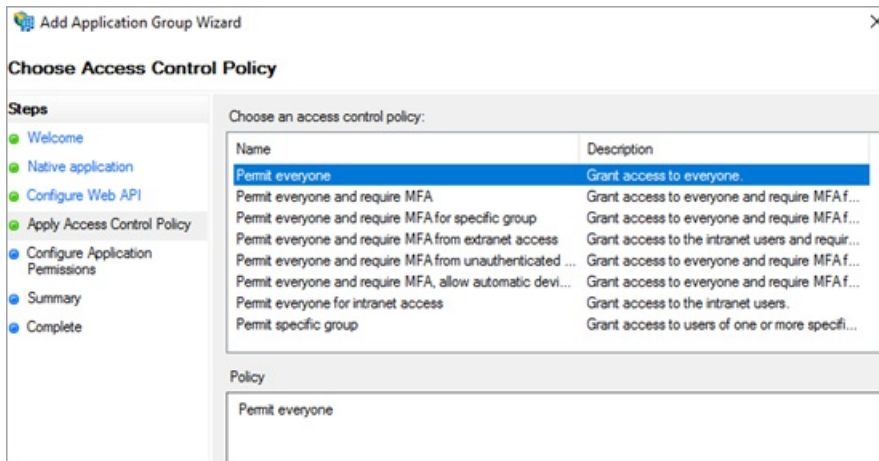 Add Application Group Wizard
Choose Access Control Policy
Steps
Welcome
Native application
Configure Web API
Apply Access Control Policy
Configure Application
Permissions
Summary
Complete
Choose an access control policy:
Name Description
Permit everyone Grant access to everyone.
Permit everyone and require MFA Grant access to everyone and require MFA f...
Permit everyone and require MFA for specific group Grant access to everyone and require MFA f...
Permit everyone and require MFA from extranet access Grant access to the intranet users and requir...
Permit everyone and require MFA from unauthenticated ... Grant access to everyone and require MFA f...
Permit everyone and require MFA, allow automatic devi... Grant access to everyone and require MFA f...
Permit everyone for intranet access Grant access to the intranet users.
Permit specific group Grant access to users of one or more specifi...
Policy
Permit everyone